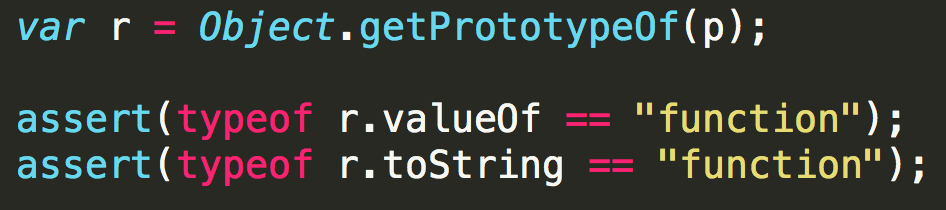 var r = Object.getPrototypeOf(p);
assert(typeof r.valueOf == "function");
assert(typeof r.toString == "function");